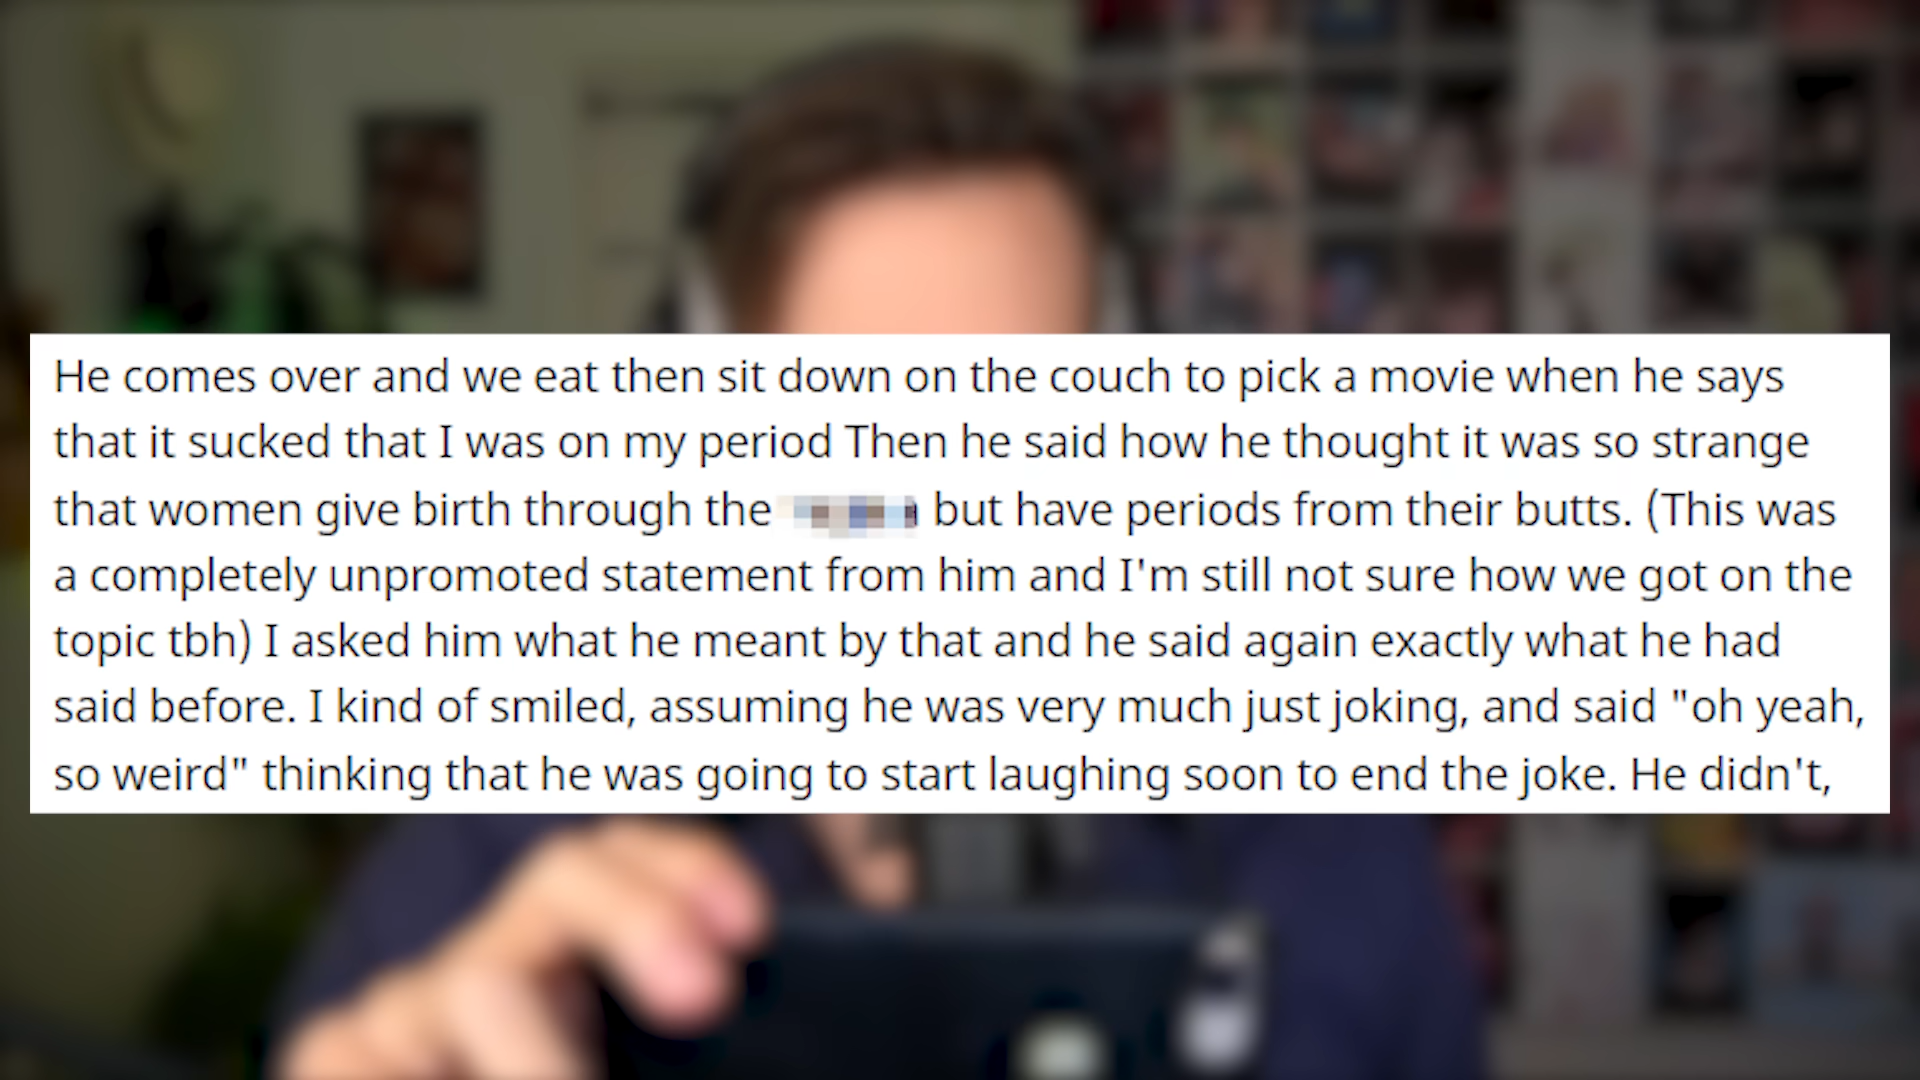 He comes over and we eat then sit down on the couch to pick a movie when he says
that it sucked that I was on my period Then he said how he thought it was so strange
that women give birth through the but have periods from their butts. (This was
a completely unpromoted statement from him and I'm still not sure how we got on the
topic tbh) I asked him what he meant by that and he said again exactly what he had
said before. I kind of smiled, assuming he was very much just joking, and said "oh yeah,
so weird" thinking that he was going to start laughing soon to end the joke. He didn't,